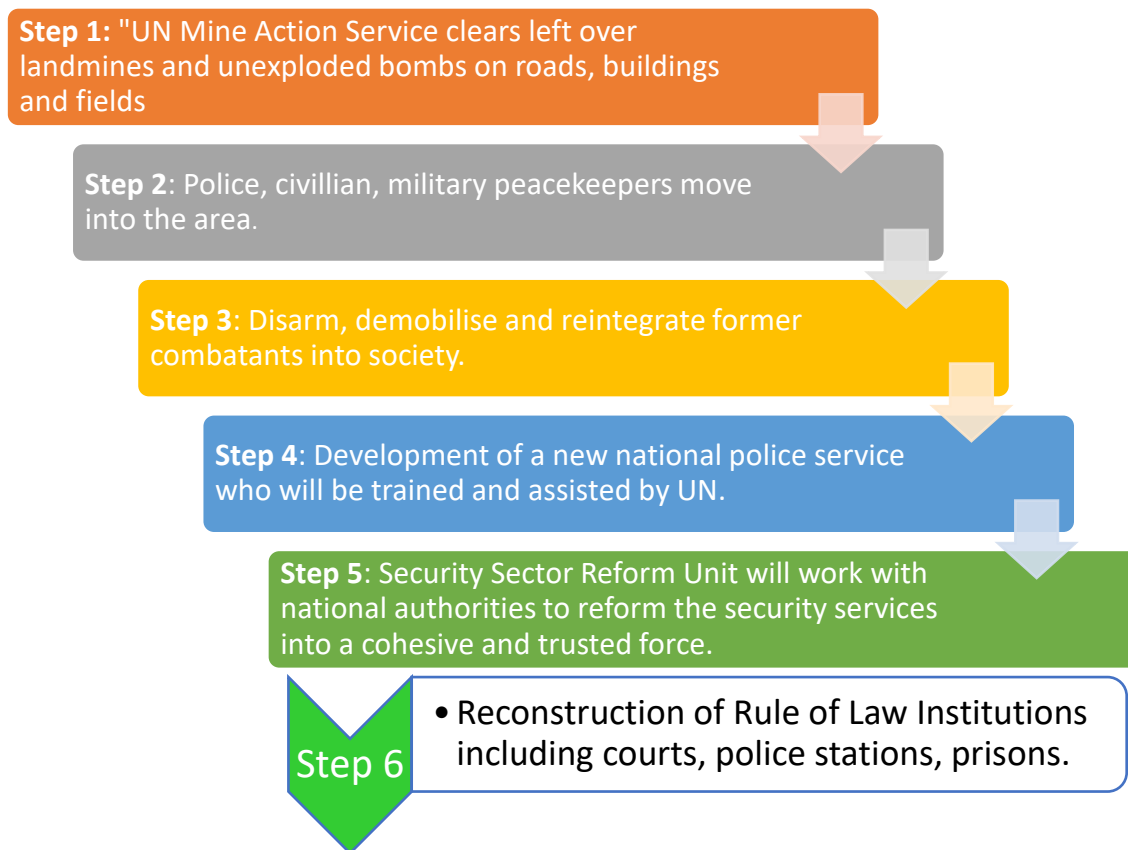 Step 1: "UN Mine Action Service clears left over
landmines and unexploded bombs on roads, buildings
and fields
Step 2: Police, civillian, military peacekeepers move
into the area.
Step 3: Disarm, demobilise and reintegrate former
combatants into society.
Step 4: Development of a new national police service
who will be trained and assisted by UN.
Step 5: Security Sector Reform Unit will work with
national authorities to reform the security services
into a cohesive and trusted force.
Step 6
• Reconstruction of Rule of Law Institutions
including courts, police stations, prisons.